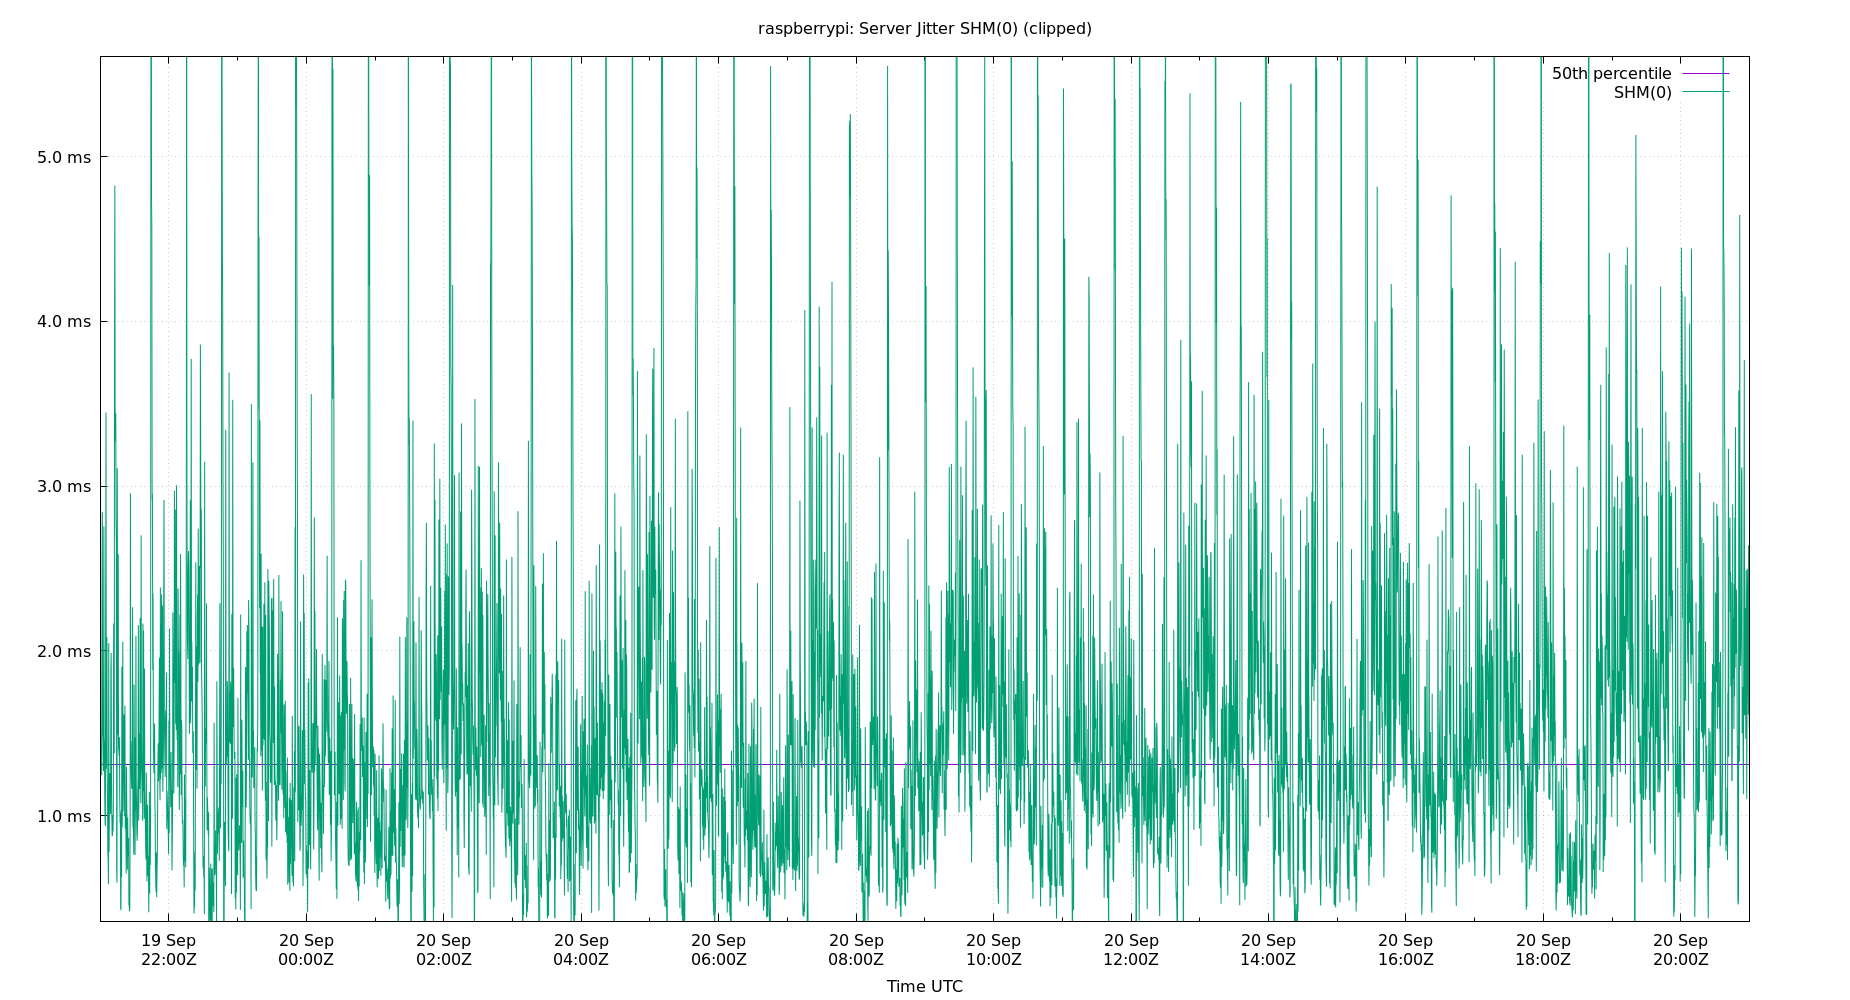 raspberrypi: Server Jitter SHM(0) (clipped)
50th percentile
SHM(0)
5.0 ms
4.0 ms
3.0 ms
2.0 ms
1.0 ms
19 Sep 20 Sep 20 Sep 20 Sep 20 Sep 20 Sep 20 Sep 20 Sep 20 Sep 20 Sep 20 Sep 20 Sep
22:00Z 00:00Z 02:00Z 04:00Z 06:00Z 08:00Z 10:00Z 12:00Z 14:00Z 16:00Z 18:00Z 20:00Z
Time UTC